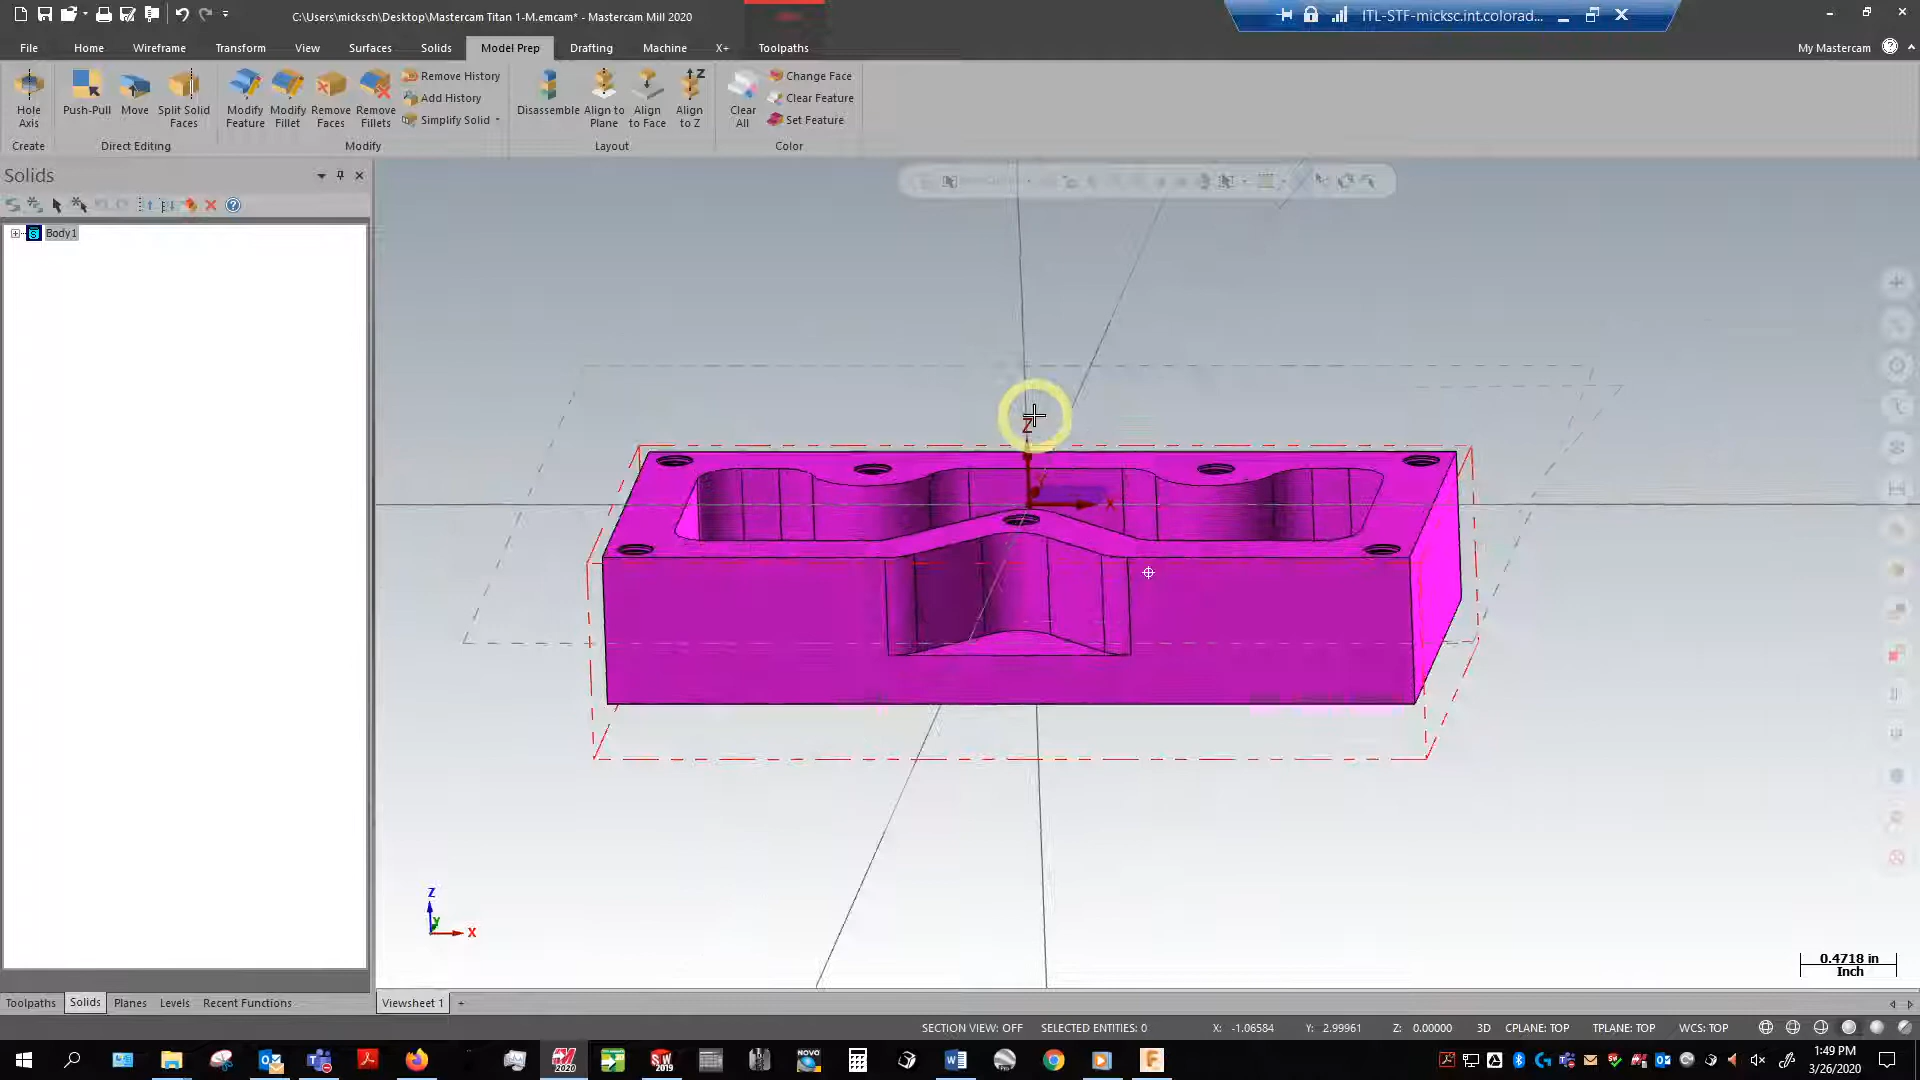 C:\Users\micksch\Desktop\Mastercam Titan 1-M.emcam* - Mastercam Mill 2020
ITL-STF-micksc.int.colorad...
File Home Wireframe Transform View Surfaces Solids Model Prep Drafting Machine X+ Toolpaths
My Mastercam
Hole Axis
Push-Pull
Move
Split Solid Faces
Modify Feature
Modify Fillet
Remove Faces
Remove Fillets
Remove History
Add History
Simplify Solid
Disassemble
Align to Plane
Align to Face
Align to Z
Clear All
Change Face
Clear Feature
Set Feature
Create
Direct Editing
Modify
Layout
Color
Solids
Body1
Z
X
Z
Y
X
0.4718 in
Inch
Toolpaths Solids Planes Levels Recent Functions
Viewsheet 1 +
SECTION VIEW: OFF SELECTED ENTITIES: 0 X: -1.06584 Y: 2.99961 Z: 0.00000 3D CPLANE: TOP TPLANE: TOP WCS: TOP
2020
SW
2019
NOVO
1:49 PM
3/26/2020